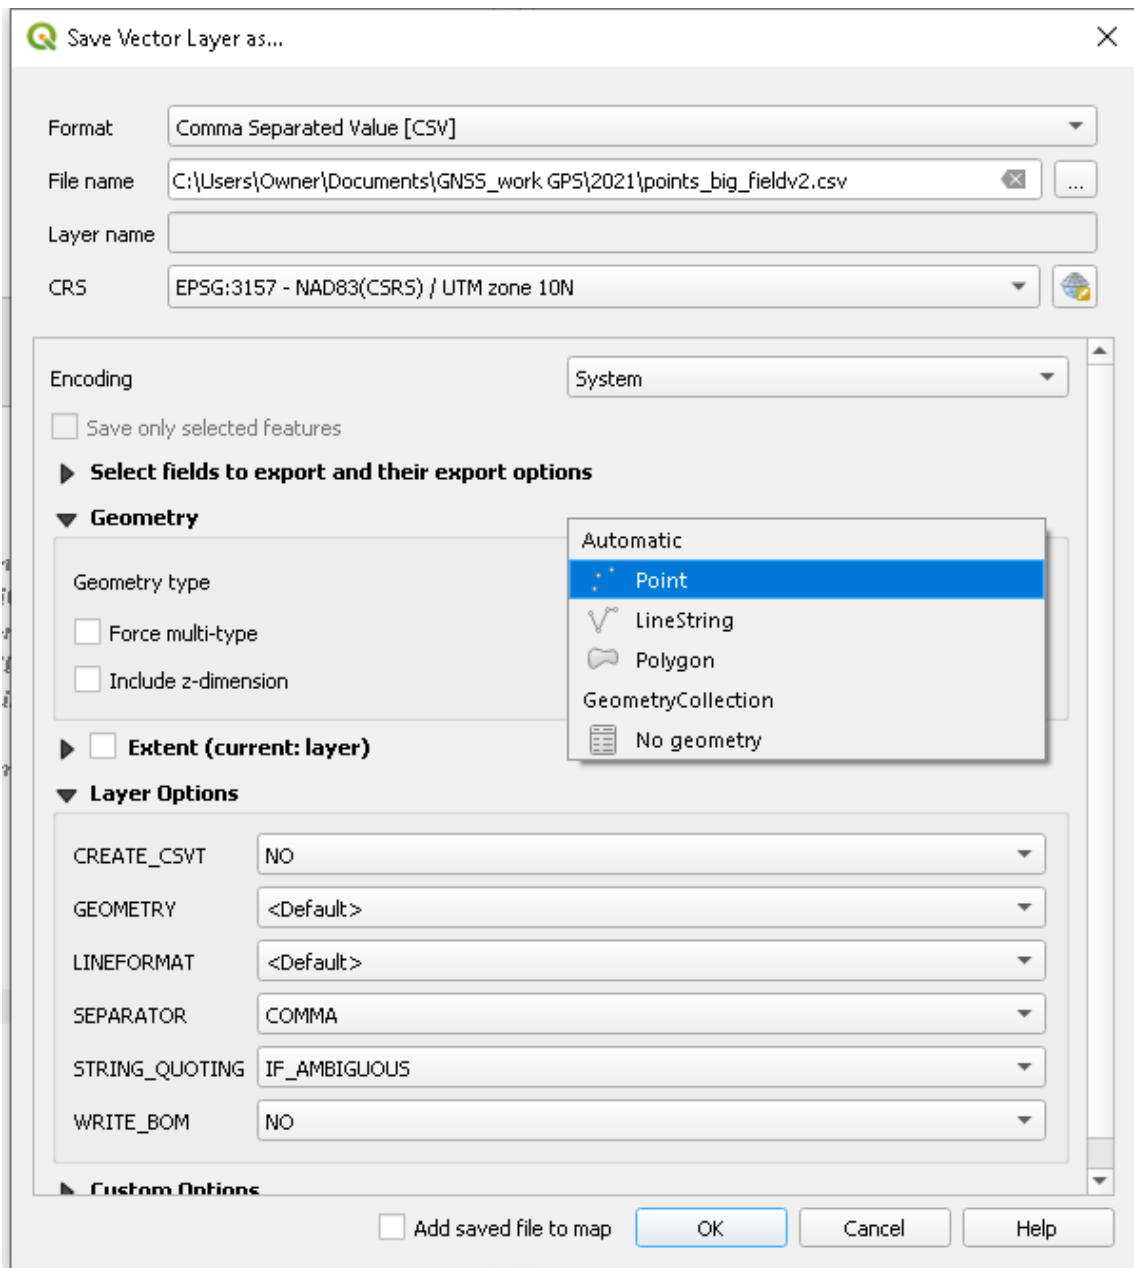 Save Vector Layer as...
Format
Comma Separated Value [CSV]
File name
C:\Users\Owner\Documents\GNSS_work GPS\2021\points_big_fieldv2.csv
...
Layer name
CRS
EPSG:3157 - NAD83(CSRS) / UTM zone 10N
Encoding
System
Save only selected features
Select fields to export and their export options
Geometry
Automatic
Geometry type
Point
Force multi-type
LineString
Include z-dimension
Polygon
GeometryCollection
No geometry
Extent (current: layer)
Layer Options
CREATE_CSVT
NO
GEOMETRY
<Default>
LINEFORMAT
<Default>
SEPARATOR
COMMA
STRING_QUOTING
IF_AMBIGUOUS
WRITE_BOM
NO
Custom Options
Add saved file to map
OK
Cancel
Help